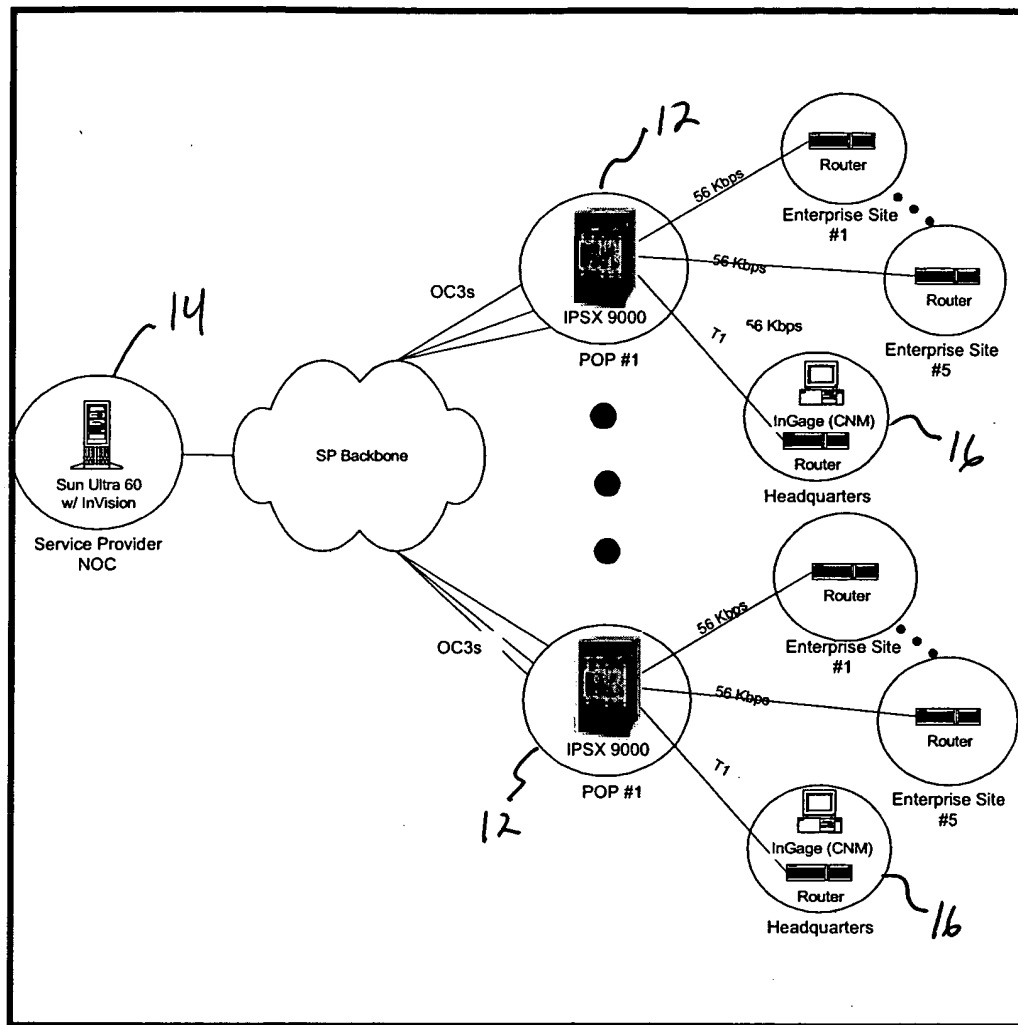 12
56 Kbps
Router
Enterprise Site
#1
14
OC3s
56 Kbps
Router
IPSX 9000
T1
56 Kbps
POP #1
Enterprise Site
#5
Sun Ultra 60
w/ InVision
SP Backbone
InGage (CNM)
Router
16
Headquarters
Service Provider
NOC
56 Kbps
Router
OC3s
Enterprise Site
#1
56 Kbps
Router
IPSX 9000
T1
POP #1
Enterprise Site
#5
12
InGage (CNM)
Router
16
Headquarters